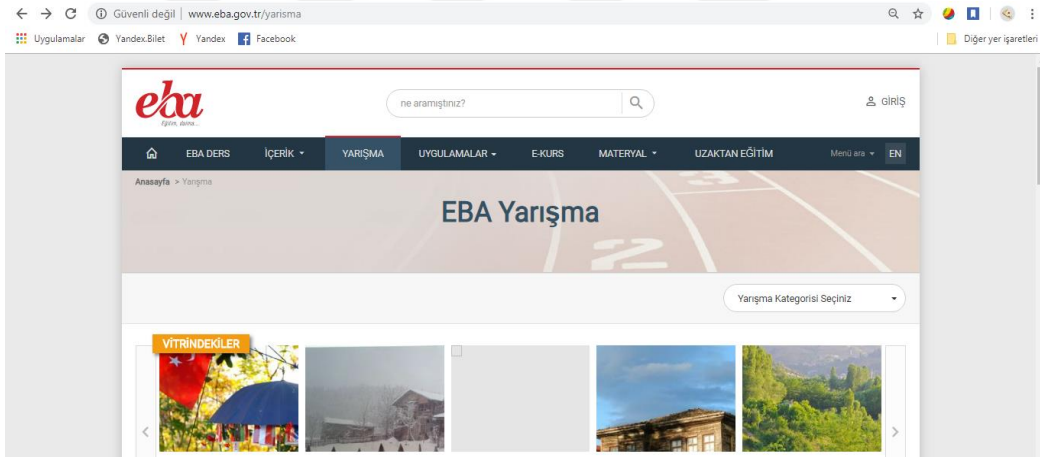 Güvenli değil | www.eba.gov.tr/yarisma
Uygulamalar Yandex.Bilet Yandex Facebook Diğer yer işaretleri
eba
Eğitim, Bilişim...
ne aramıştınız?
GİRİŞ
EBA DERS İÇERİK YARIŞMA UYGULAMALAR E-KURS MATERYAL UZAKTAN EĞİTİM Menü ara EN
Anasayfa > Yarışma
EBA Yarışma
Yarışma Kategorisi Seçiniz
VİTRİNDEKİLER